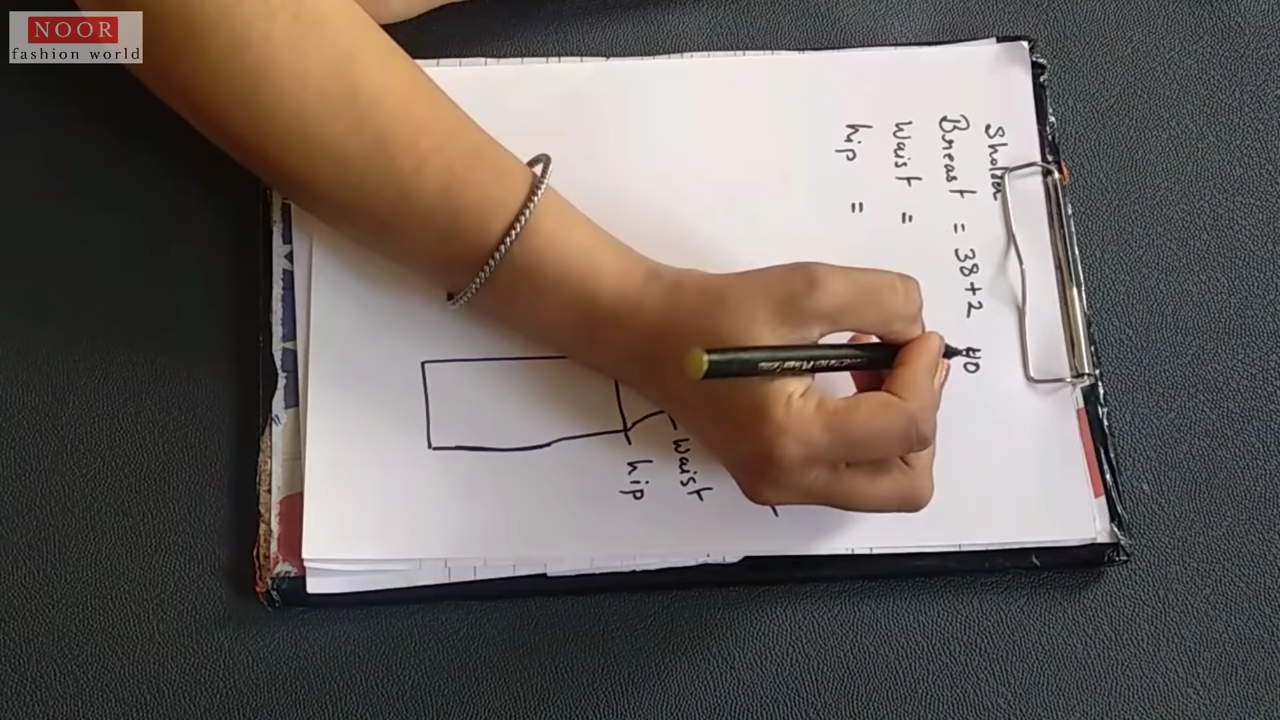 NOOR
fashion world
Sholder
Breast = 38+2 40
Waist =
hip =
waist
hip